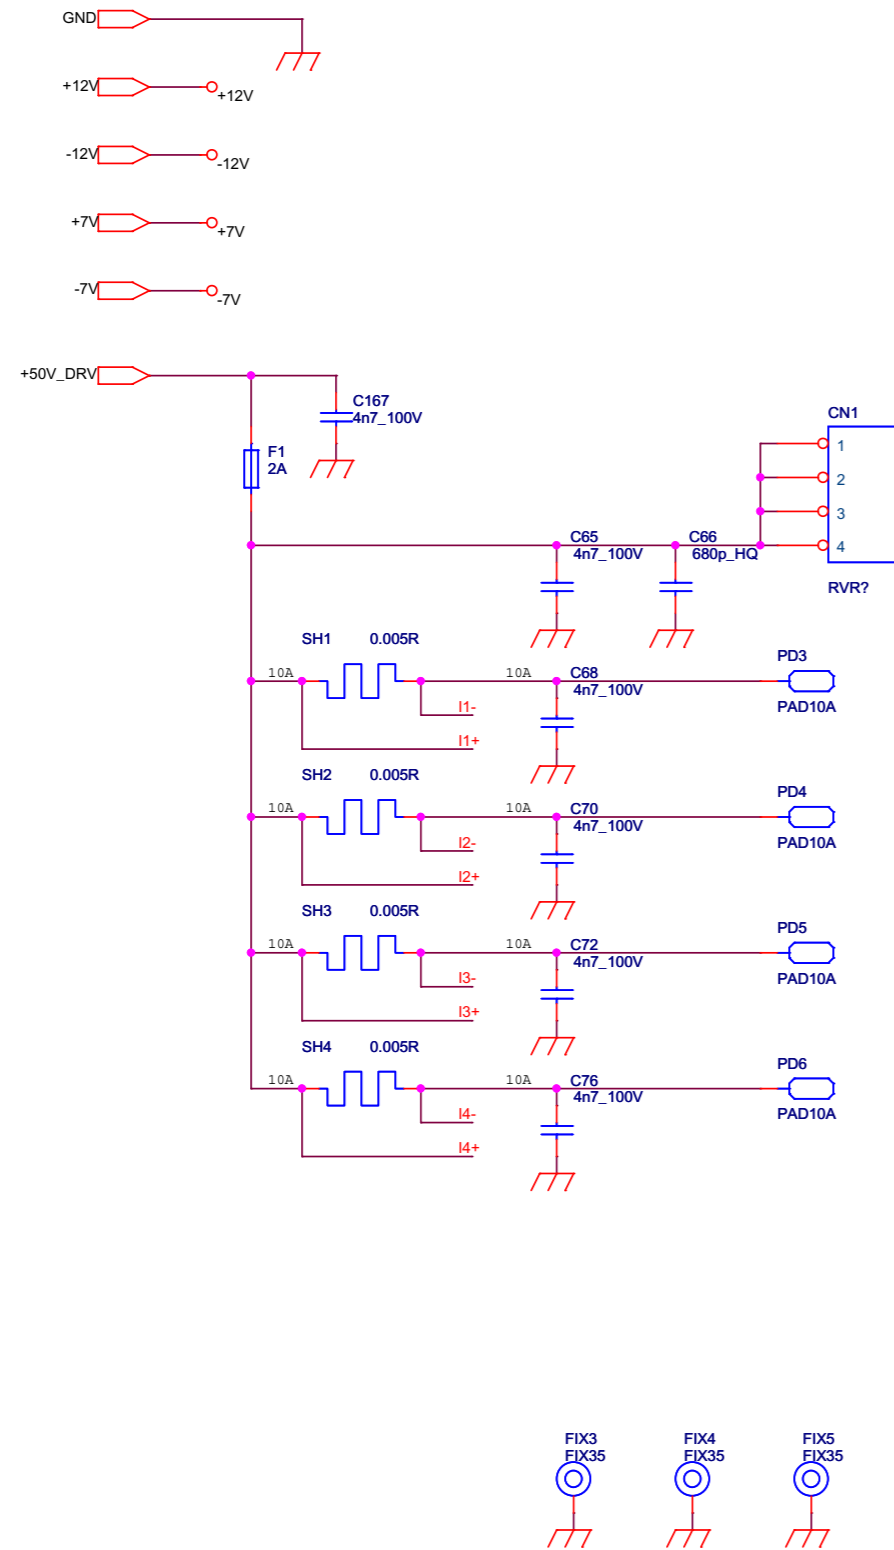 GND
+12V
+12V
-12V
-12V
+7V
+7V
-7V
-7V
+50V_DRV
C167
4n7_100V
F1
2A
CN1
1
2
3
4
RVR?
C65
4n7_100V
C66
680p_HQ
SH1 0.005R
10A
10A
C68
4n7_100V
I1-
I1+
PD3
PAD10A
SH2 0.005R
10A
10A
C70
4n7_100V
I2-
I2+
PD4
PAD10A
SH3 0.005R
10A
10A
C72
4n7_100V
I3-
I3+
PD5
PAD10A
SH4 0.005R
10A
10A
C76
4n7_100V
I4-
I4+
PD6
PAD10A
FIX3
FIX35
FIX4
FIX35
FIX5
FIX35